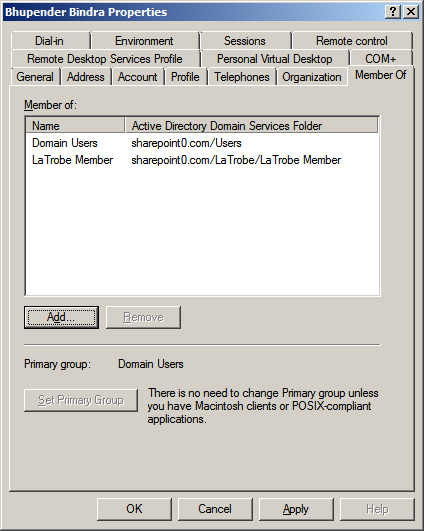 Bhupender Bindra Properties
Dial-in Environment Sessions Remote control
Remote Desktop Services Profile Personal Virtual Desktop COM+
General Address Account Profile Telephones Organization Member Of
Member of:
Name Active Directory Domain Services Folder
Domain Users sharepoint0.com/Users
LaTrobe Member sharepoint0.com/LaTrobe/LaTrobe Member
Add... Remove
Primary group: Domain Users
Set Primary Group
There is no need to change Primary group unless
you have Macintosh clients or POSIX-compliant
applications.
OK Cancel Apply Help